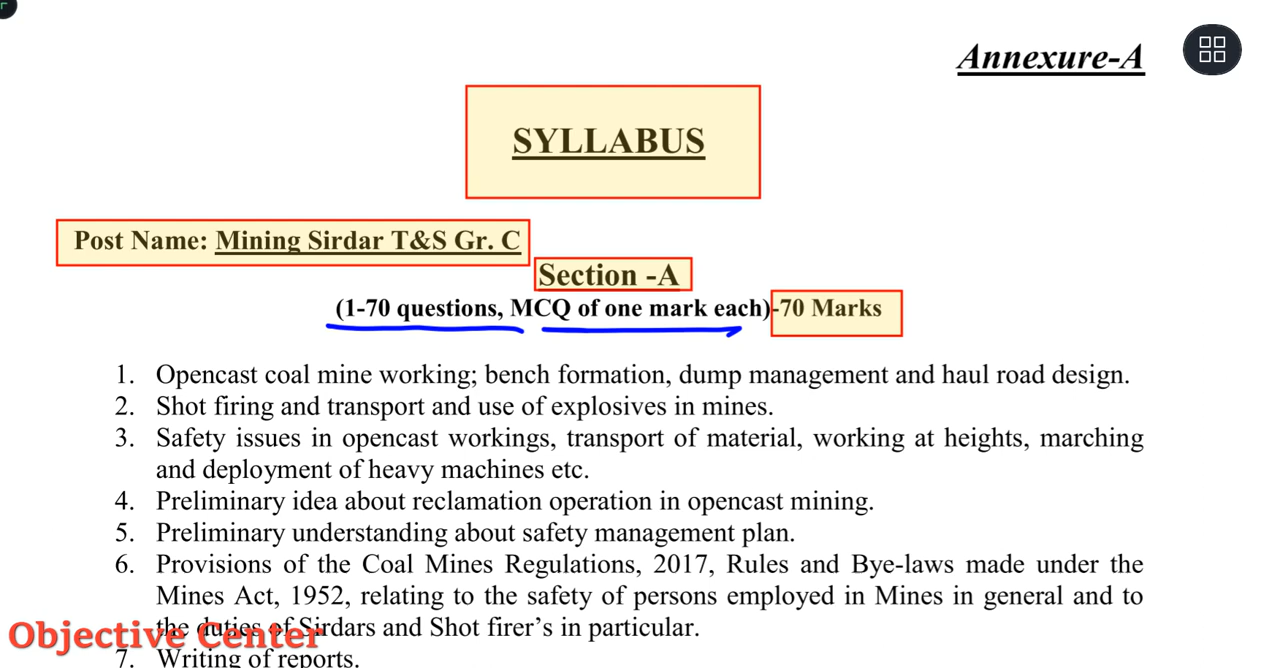 Annexure-A
SYLLABUS
Post Name: Mining Sirdar T&S Gr. C
Section -A
(1-70 questions, MCQ of one mark each)-70 Marks
1. Opencast coal mine working; bench formation, dump management and haul road design.
2. Shot firing and transport and use of explosives in mines.
3. Safety issues in opencast workings, transport of material, working at heights, marching
and deployment of heavy machines etc.
4. Preliminary idea about reclamation operation in opencast mining.
5. Preliminary understanding about safety management plan.
6. Provisions of the Coal Mines Regulations, 2017, Rules and Bye-laws made under the
Mines Act, 1952, relating to the safety of persons employed in Mines in general and to
the duties of Sirdars and Shot firer's in particular.
Objective Center
7. Writing of reports.